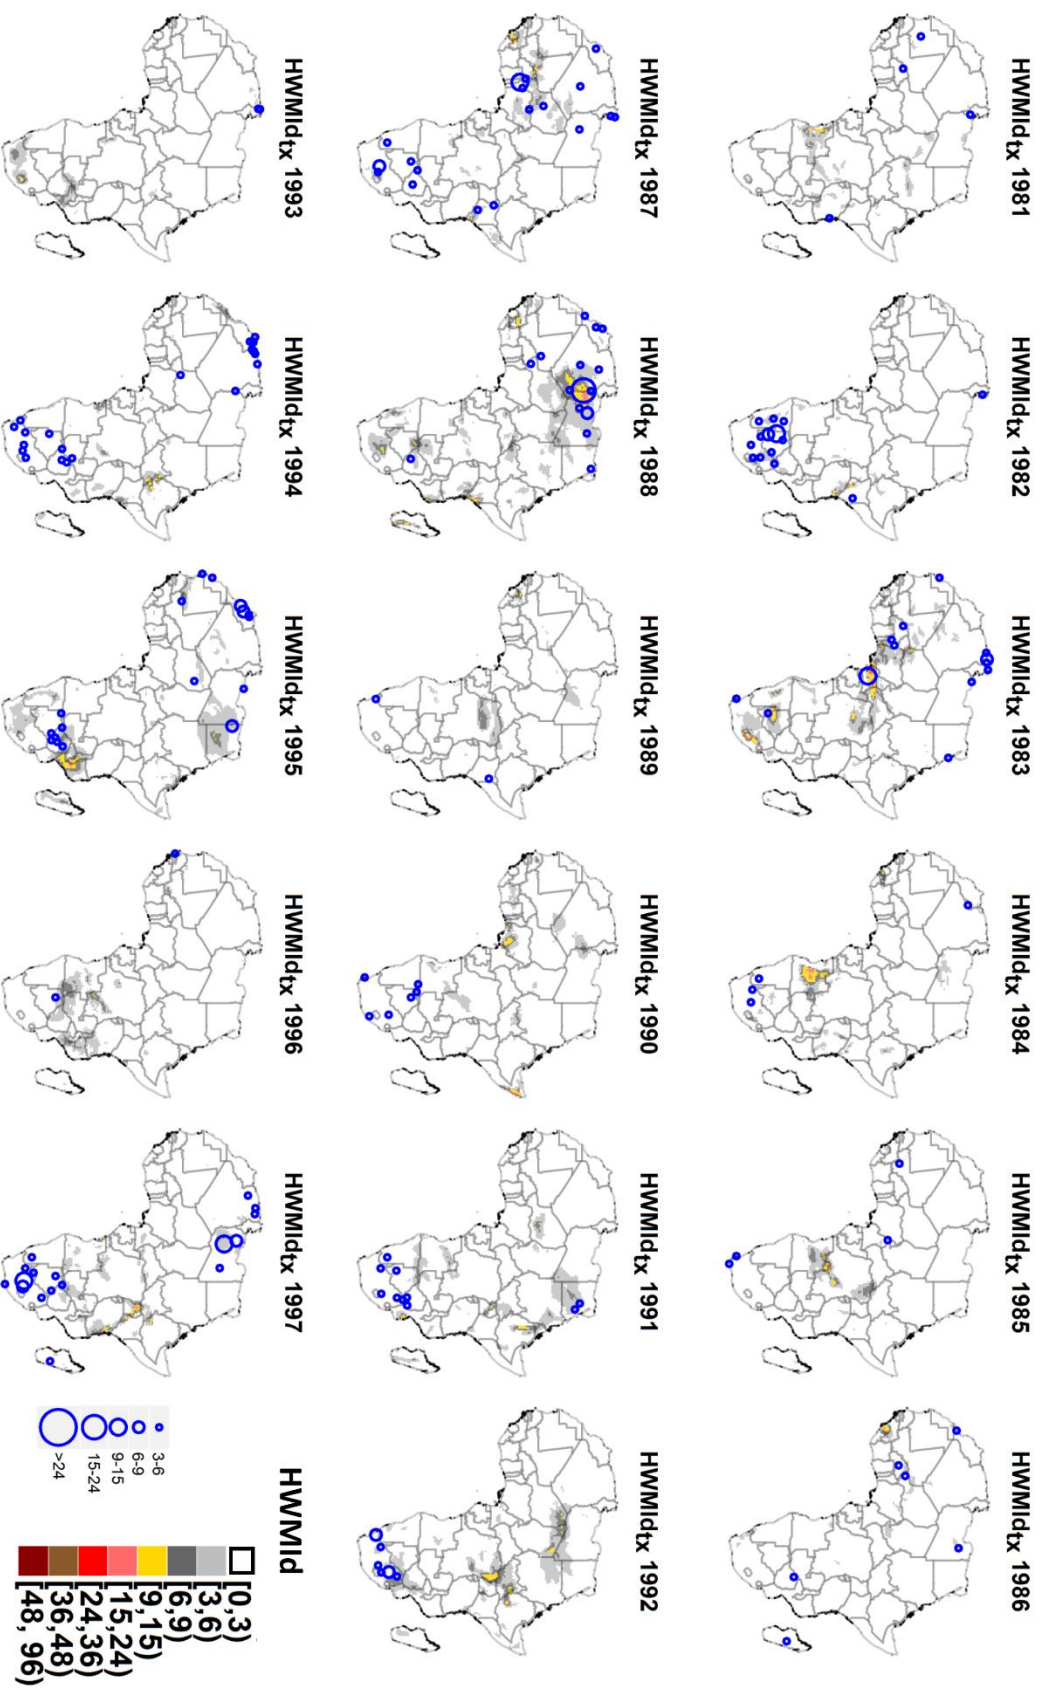 HWMId_tx 1981
HWMId_tx 1982
HWMId_tx 1983
HWMId_tx 1984
HWMId_tx 1985
HWMId_tx 1986
HWMId_tx 1987
HWMId_tx 1988
HWMId_tx 1989
HWMId_tx 1990
HWMId_tx 1991
HWMId_tx 1992
HWMId_tx 1993
HWMId_tx 1994
HWMId_tx 1995
HWMId_tx 1996
HWMId_tx 1997
HWMId
3-6
6-9
9-15
15-24
>24
[0,3)
[3,6)
[6,9)
[9,15)
[15,24)
[24,36)
[36,48)
[48, 96)